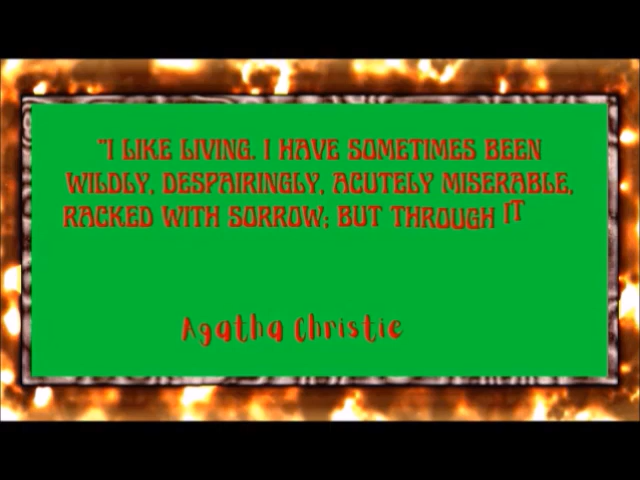 "I LIKE LIVING. I HAVE SOMETIMES BEEN
WILDLY, DESPAIRINGLY, ACUTELY MISERABLE,
RACKED WITH SORROW; BUT THROUGH IT
Agatha Christie